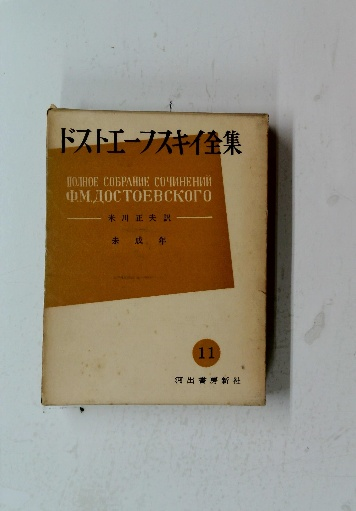 ドストエーフスキイ全集
ПОЛНОЕ СОБРАНИЕ СОЧИНЕНИЙ
Ф.М.ДОСТОЕВСКОГО
米川正夫訳
未成年
11
河出書房新社